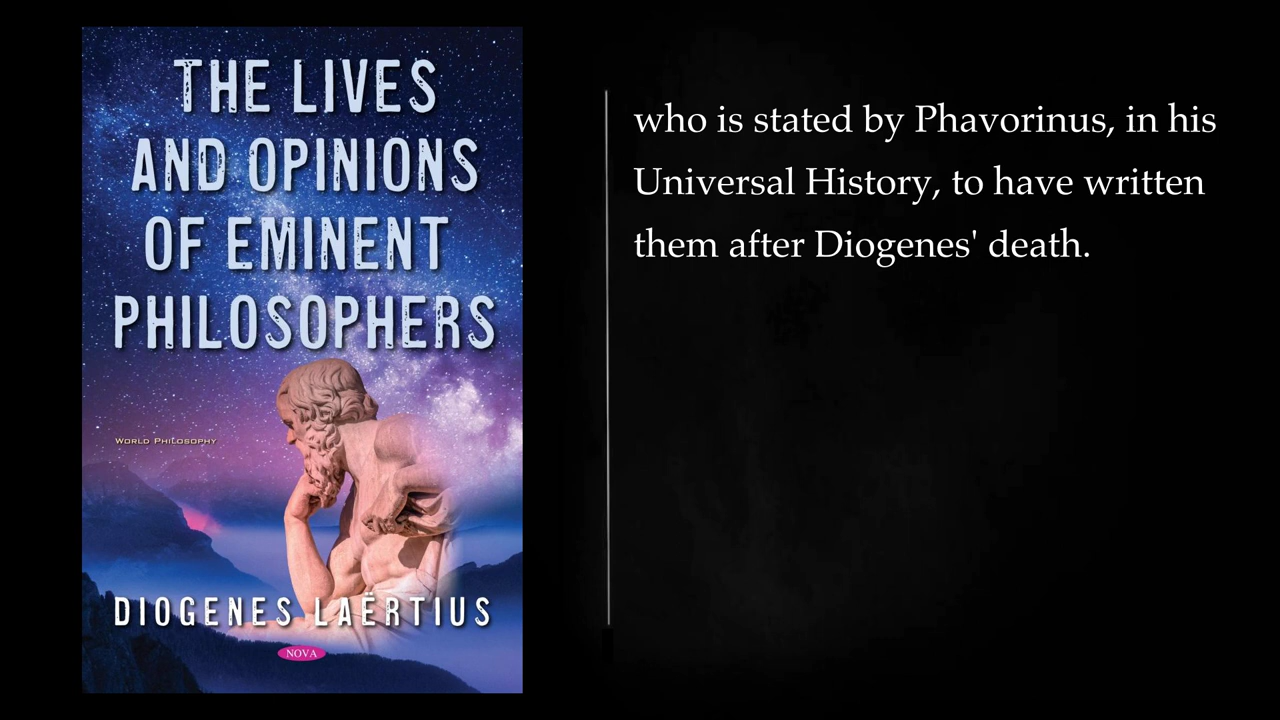 THE LIVES
AND OPINIONS
OF EMINENT
PHILOSOPHERS
WORLD PHILOSOPHY
DIOGENES LAËRTIUS
NOVA
who is stated by Phavorinus, in his
Universal History, to have written
them after Diogenes' death.